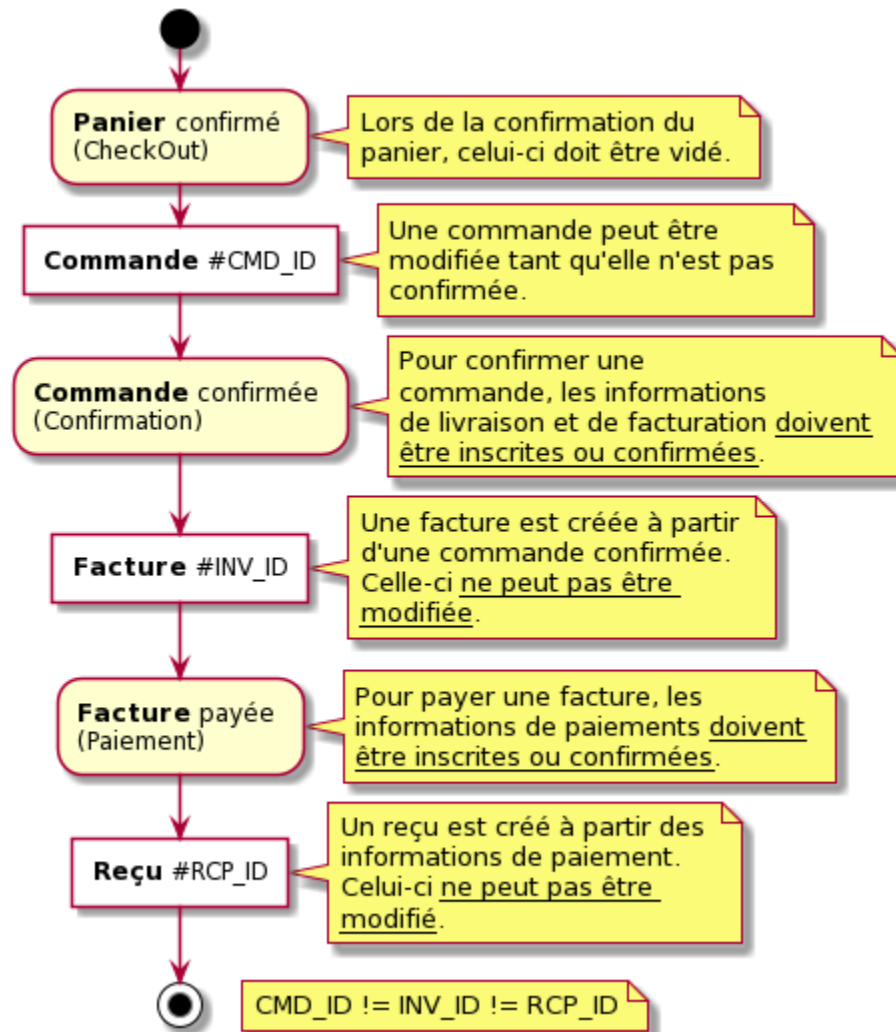 Panier confirmé
(CheckOut)
Lors de la confirmation du
panier, celui-ci doit être vidé.
Commande #CMD_ID
Une commande peut être
modifiée tant qu'elle n'est pas
confirmée.
Commande confirmée
(Confirmation)
Pour confirmer une
commande, les informations
de livraison et de facturation doivent
être inscrites ou confirmées.
Facture #INV_ID
Une facture est créée à partir
d'une commande confirmée.
Celle-ci ne peut pas être
modifiée.
Facture payée
(Paiement)
Pour payer une facture, les
informations de paiements doivent
être inscrites ou confirmées.
Reçu #RCP_ID
Un reçu est créé à partir des
informations de paiement.
Celui-ci ne peut pas être
modifié.
CMD_ID != INV_ID != RCP_ID